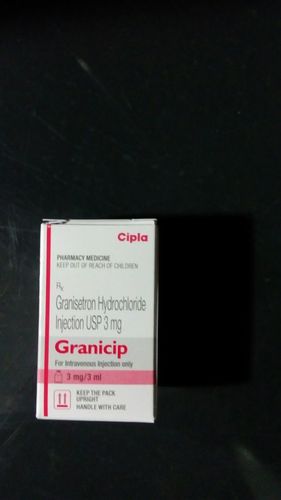 Cipla
PHARMACY MEDICINE
KEEP OUT OF REACH OF CHILDREN
Rx
Granisetron Hydrochloride
Injection USP 3 mg
Granicip
For Intravenous Injection only
3 mg/3 ml
KEEP THE PACK
UPRIGHT
HANDLE WITH CARE